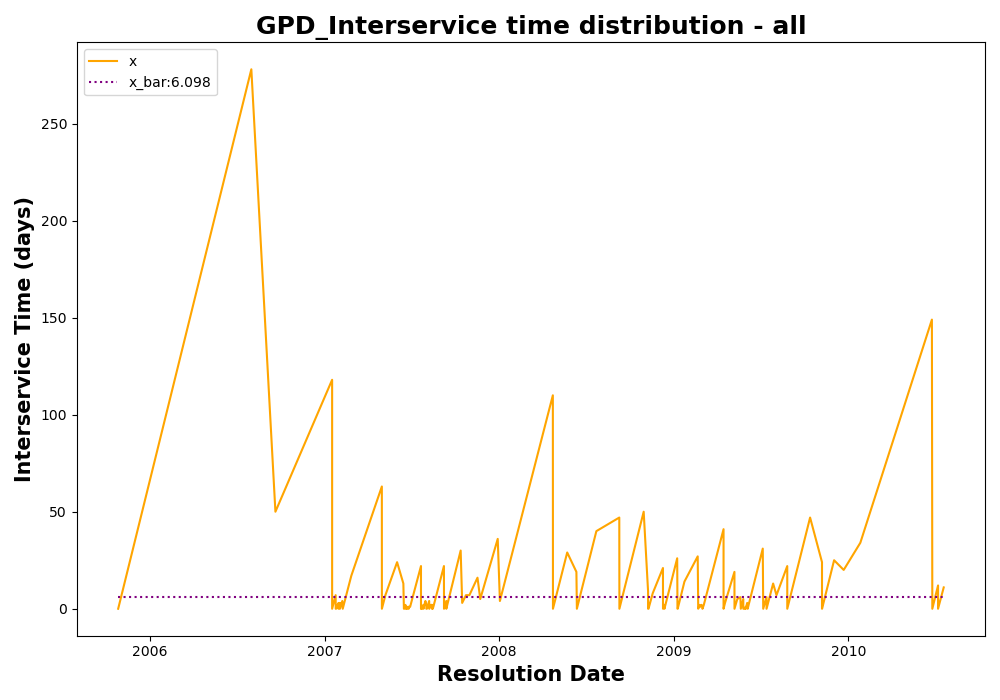 GPD_Interservice time distribution - all
x
x_bar:6.098
Interservice Time (days)
250
200
150
100
50
0
2006 2007 2008 2009 2010
Resolution Date